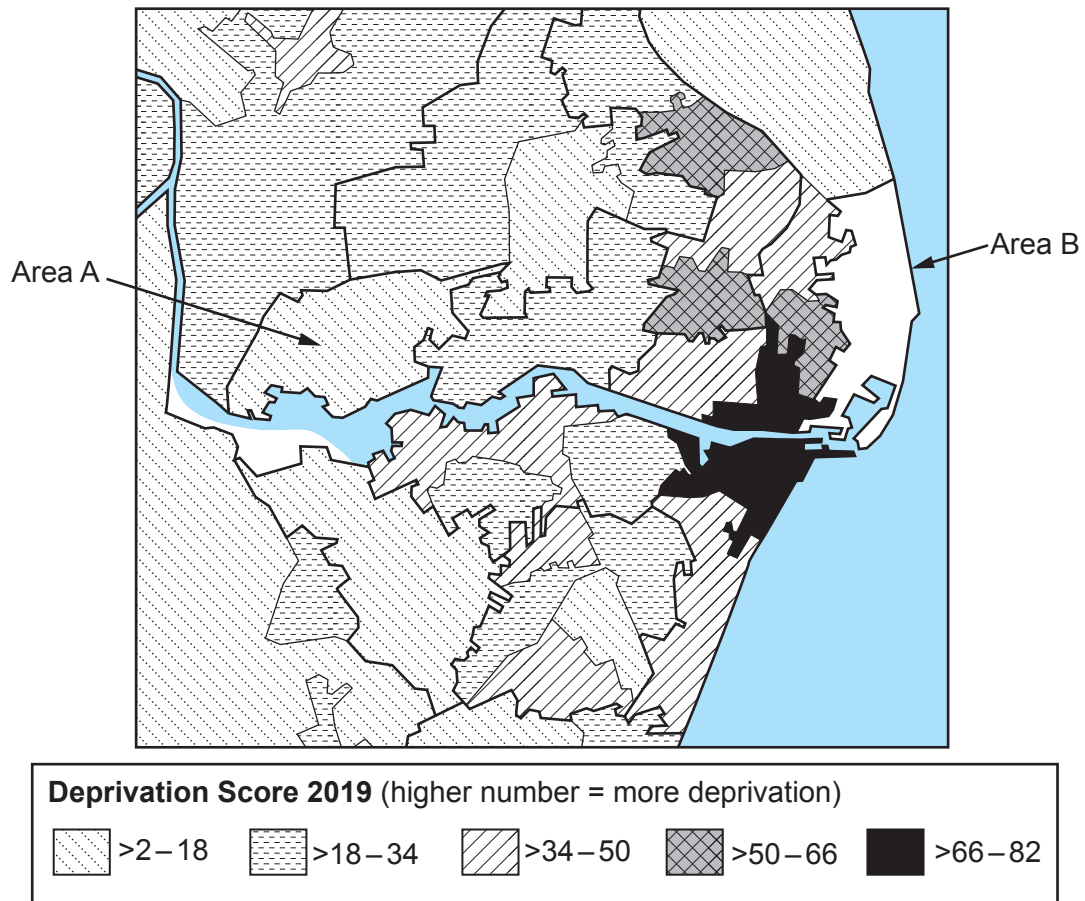 Area A
Area B
Deprivation Score 2019 (higher number = more deprivation)
>2–18 >18–34 >34–50 >50–66 >66–82